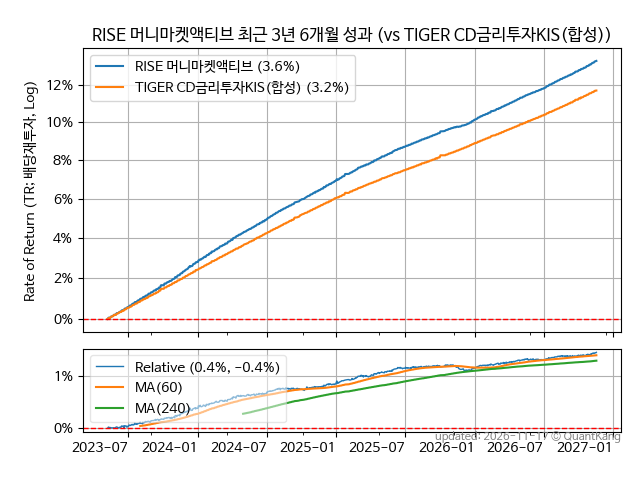 RISE 머니마켓액티브 최근 3년 6개월 성과 (vs TIGER CD금리투자KIS(합성))
Rate of Return (TR: 배당재투자, Log)
12%
10%
8%
6%
4%
2%
0%
RISE 머니마켓액티브 (3.6%)
TIGER CD금리투자KIS(합성) (3.2%)
1%
0%
Relative (0.4%, −0.4%)
MA(60)
MA(240)
2023−07 2024−01 2024−07 2025−01 2025−07 2026−01 2026−07 2027−01
updated: 2026−11−17 © QuantKang